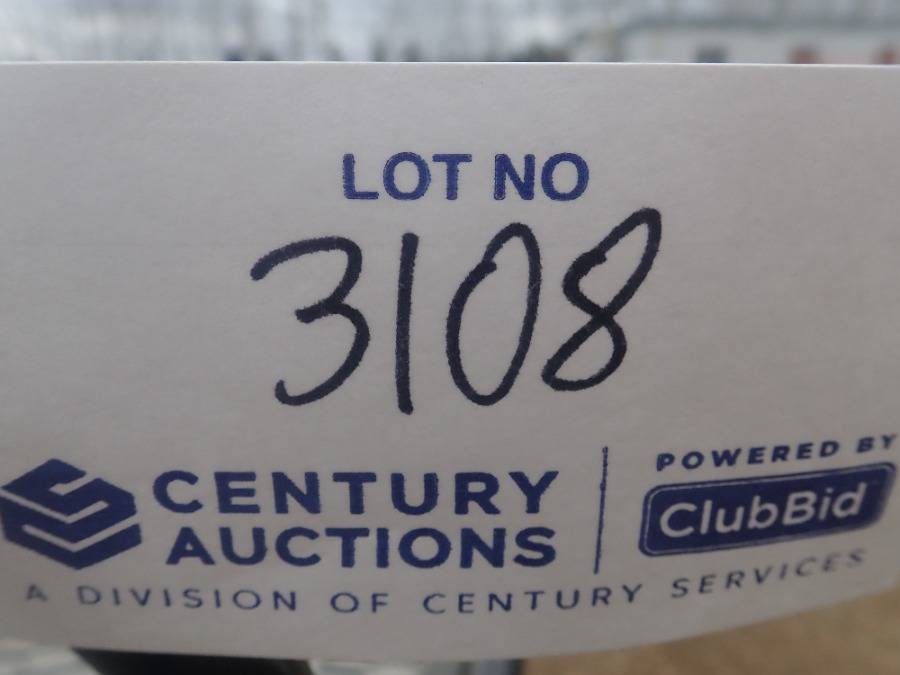 LOT NO
3108
CENTURY
AUCTIONS
POWERED BY
ClubBid
A DIVISION OF CENTURY SERVICES